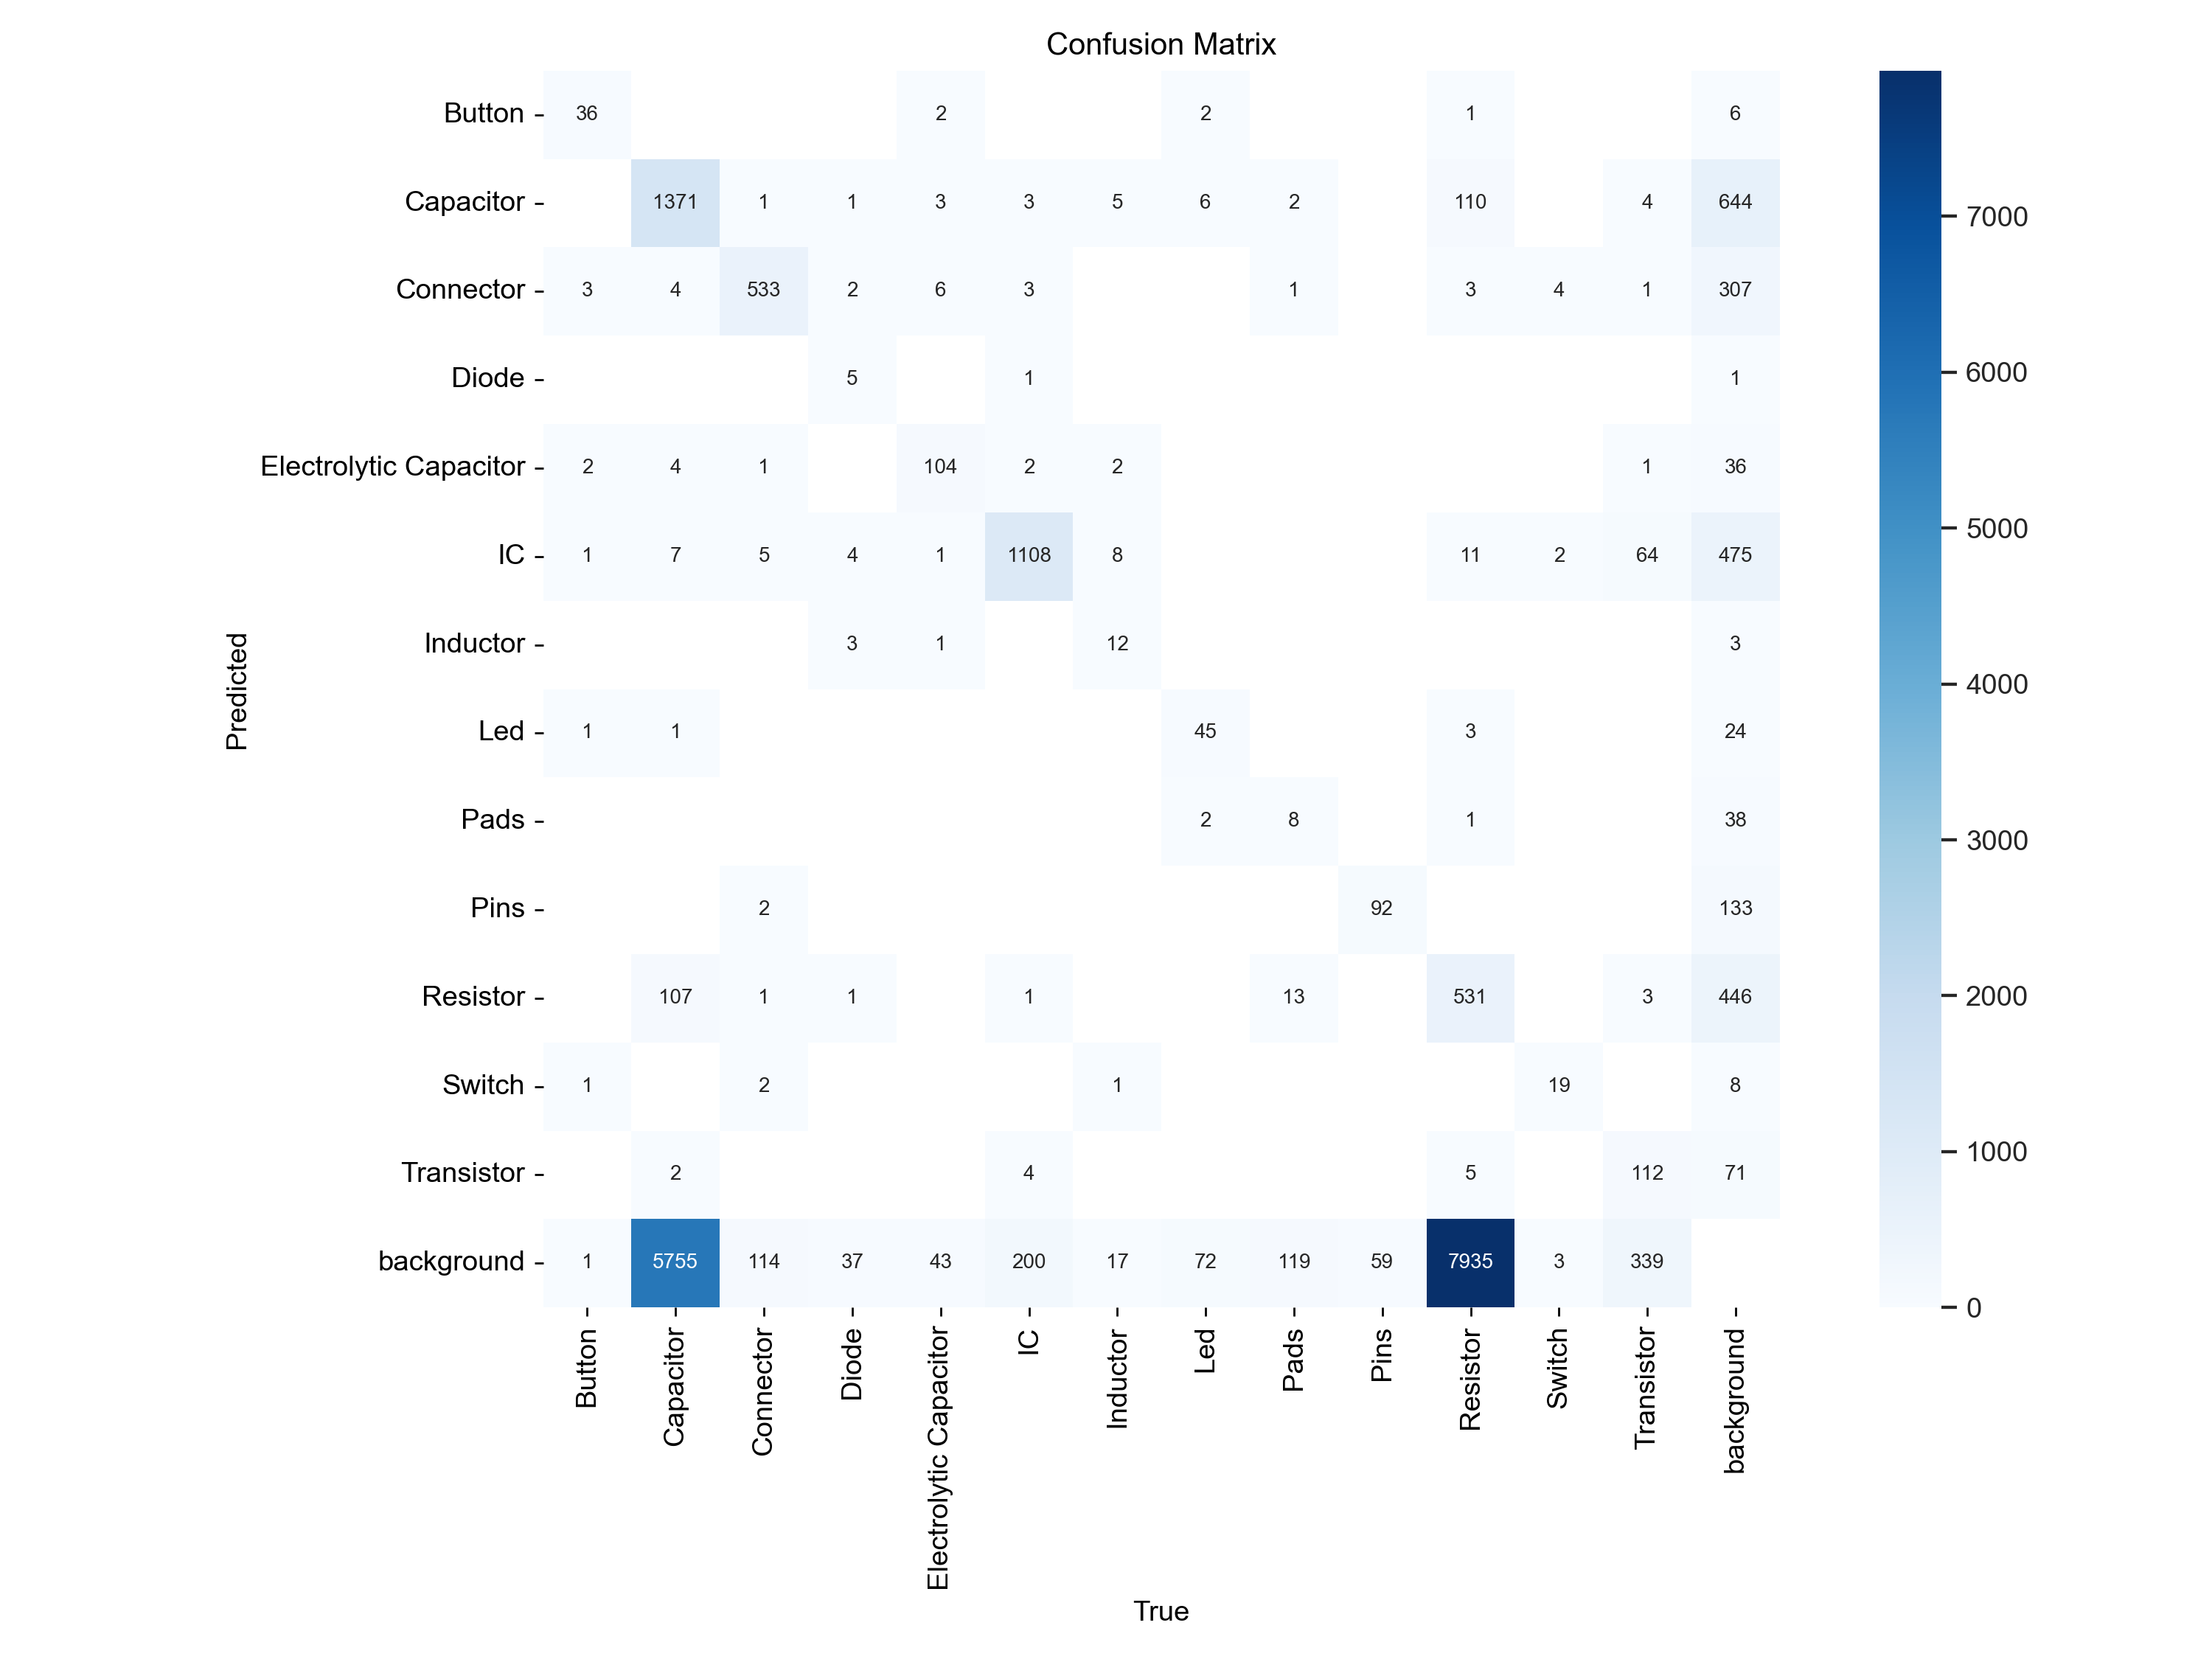 Confusion Matrix
Button 36 2 2 1 6
Capacitor 1371 1 1 3 3 5 6 2 110 4 644
7000
Connector 3 4 533 2 6 3 1 3 4 1 307
6000
Diode 5 1 1
Electrolytic Capacitor 2 4 1 104 2 2 1 36
5000
IC 1 7 5 4 1 1108 8 11 2 64 475
Inductor 3 1 12 3
4000
Predicted
Led 1 1 45 3 24
Pads 2 8 1 38
3000
Pins 2 92 133
Resistor 107 1 1 1 13 531 3 446
2000
Switch 1 2 1 19 8
1000
Transistor 2 4 5 112 71
background 1 5755 114 37 43 200 17 72 119 59 7935 3 339
0
Button
Capacitor
Connector
Diode
Electrolytic Capacitor
IC
Inductor
Led
Pads
Pins
Resistor
Switch
Transistor
background
True